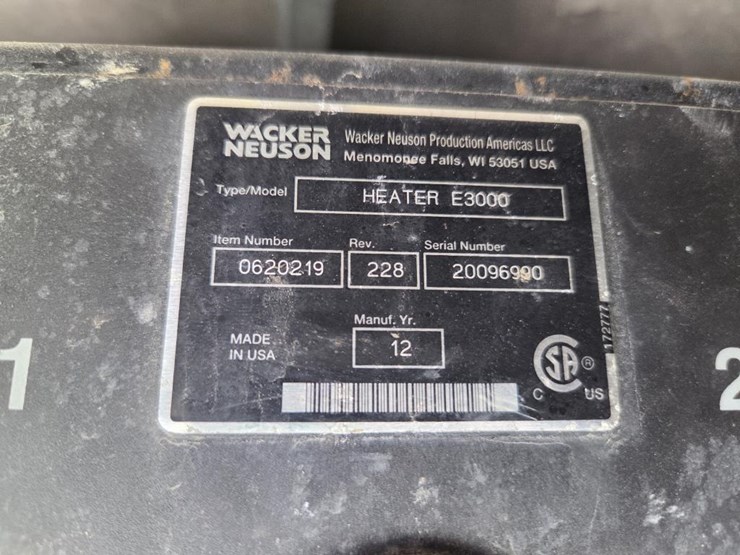 WACKER
NEUSON
Wacker Neuson Production Americas LLC
Menomonee Falls, WI 53051 USA
Type/Model
HEATER E3000
Item Number
Rev.
Serial Number
0620219
228
20096990
Manuf. Yr.
MADE
IN USA
12
SA
®
C
US
172777
1
2